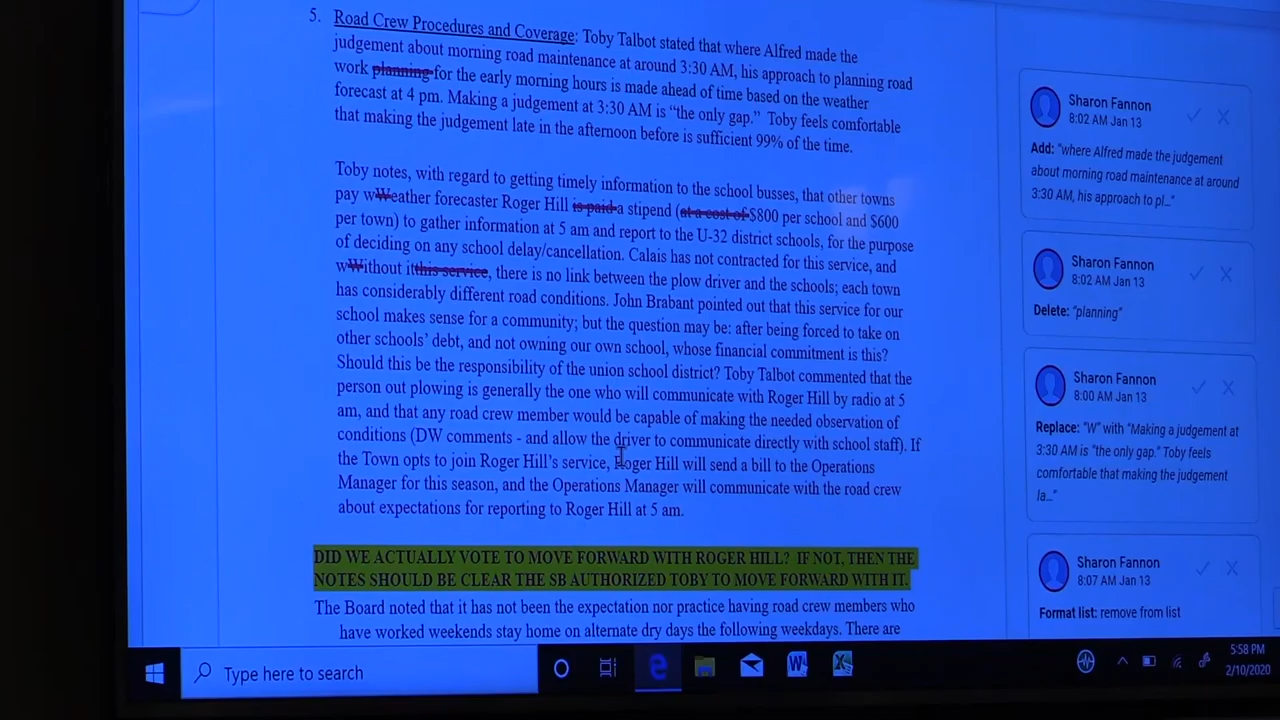 5. Road Crew Procedures and Coverage: Toby Talbot stated that where Alfred made the
judgement about morning road maintenance at around 3:30 AM, his approach to planning road
work planning for the early morning hours is made ahead of time based on the weather
forecast at 4 pm. Making a judgement at 3:30 AM is “the only gap.” Toby feels comfortable
that making the judgement late in the afternoon before is sufficient 99% of the time.
Toby notes, with regard to getting timely information to the school busses, that other towns
pay wWeather forecaster Roger Hill is paid a stipend (at a cost of $800 per school and $600
per town) to gather information at 5 am and report to the U-32 district schools, for the purpose
of deciding on any school delay/cancellation. Calais has not contracted for this service, and
wWithout itthis service, there is no link between the plow driver and the schools; each town
has considerably different road conditions. John Brabant pointed out that this service for our
school makes sense for a community; but the question may be: after being forced to take on
other schools’ debt, and not owning our own school, whose financial commitment is this?
Should this be the responsibility of the union school district? Toby Talbot commented that the
person out plowing is generally the one who will communicate with Roger Hill by radio at 5
am, and that any road crew member would be capable of making the needed observation of
conditions (DW comments - and allow the driver to communicate directly with school staff). If
the Town opts to join Roger Hill’s service, Roger Hill will send a bill to the Operations
Manager for this season, and the Operations Manager will communicate with the road crew
about expectations for reporting to Roger Hill at 5 am.
DID WE ACTUALLY VOTE TO MOVE FORWARD WITH ROGER HILL? IF NOT, THEN THE
NOTES SHOULD BE CLEAR THE SB AUTHORIZED TOBY TO MOVE FORWARD WITH IT.
The Board noted that it has not been the expectation nor practice having road crew members who
have worked weekends stay home on alternate dry days the following weekdays. There are
Sharon Fannon
8:02 AM Jan 13
Add: "where Alfred made the judgement
about morning road maintenance at around
3:30 AM, his approach to pl..."
Sharon Fannon
8:02 AM Jan 13
Delete: "planning"
Sharon Fannon
8:00 AM Jan 13
Replace: "W" with "Making a judgement at
3:30 AM is "the only gap." Toby feels
comfortable that making the judgement
la..."
Sharon Fannon
8:07 AM Jan 13
Format list: remove from list
Type here to search
5:58 PM
2/10/2020